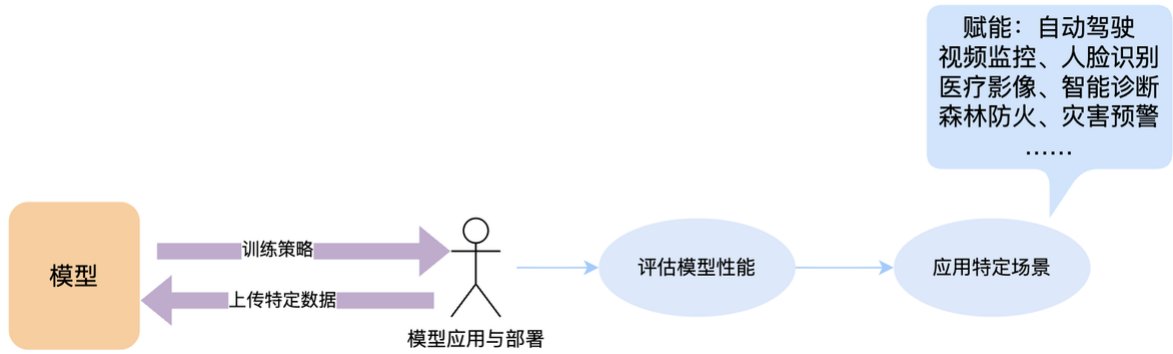 赋能：自动驾驶
视频监控、人脸识别
医疗影像、智能诊断
森林防火、灾害预警
......
模型
训练策略
上传特定数据
模型应用与部署
评估模型性能
应用特定场景